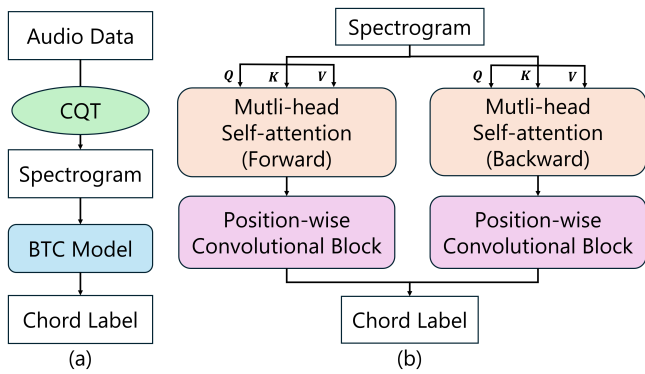 Audio Data
CQT
Spectrogram
BTC Model
Chord Label
(a)
Spectrogram
Q K V
Mutli-head
Self-attention
(Forward)
Position-wise
Convolutional Block
Q K V
Mutli-head
Self-attention
(Backward)
Position-wise
Convolutional Block
Chord Label
(b)